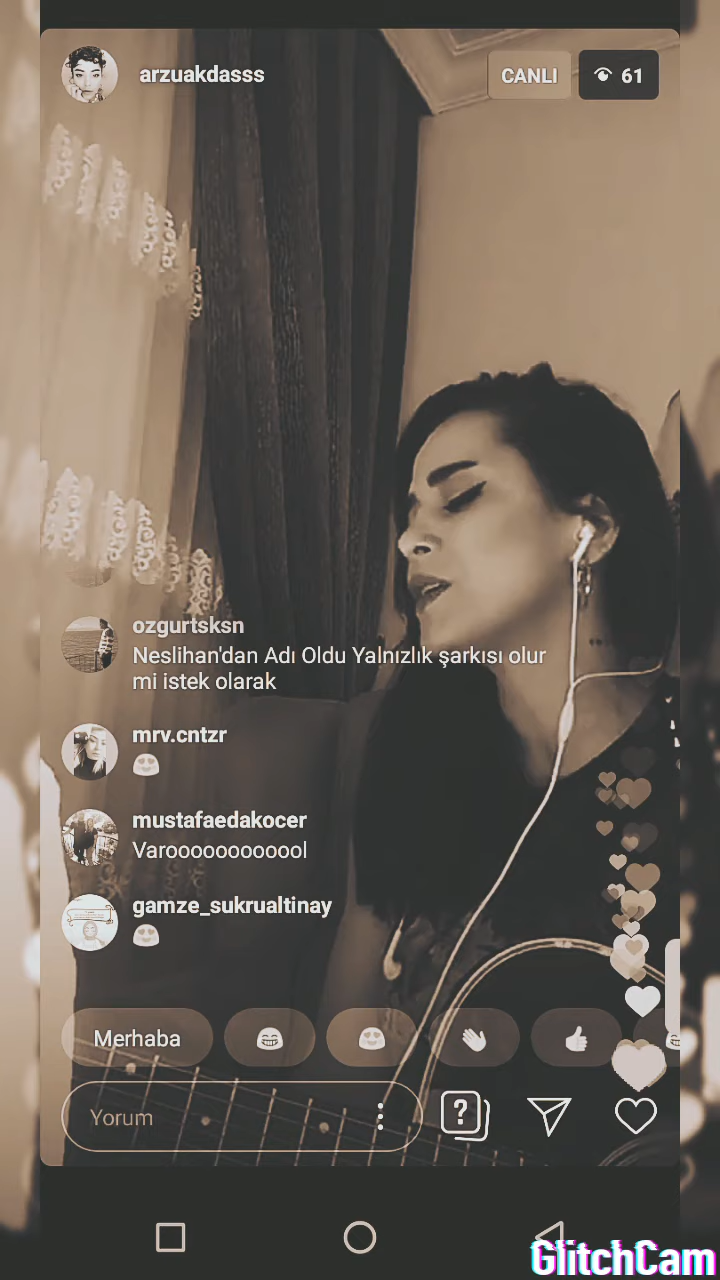 arzuakdasss
CANLI
61
ozgurtsksn
Neslihan'dan Adı Oldu Yalnızlık şarkısı olur
mi istek olarak
mrv.cntzr
mustafaedakocer
Varoooooooooool
gamze_sukrualtinay
Merhaba
Yorum
GlitchCam